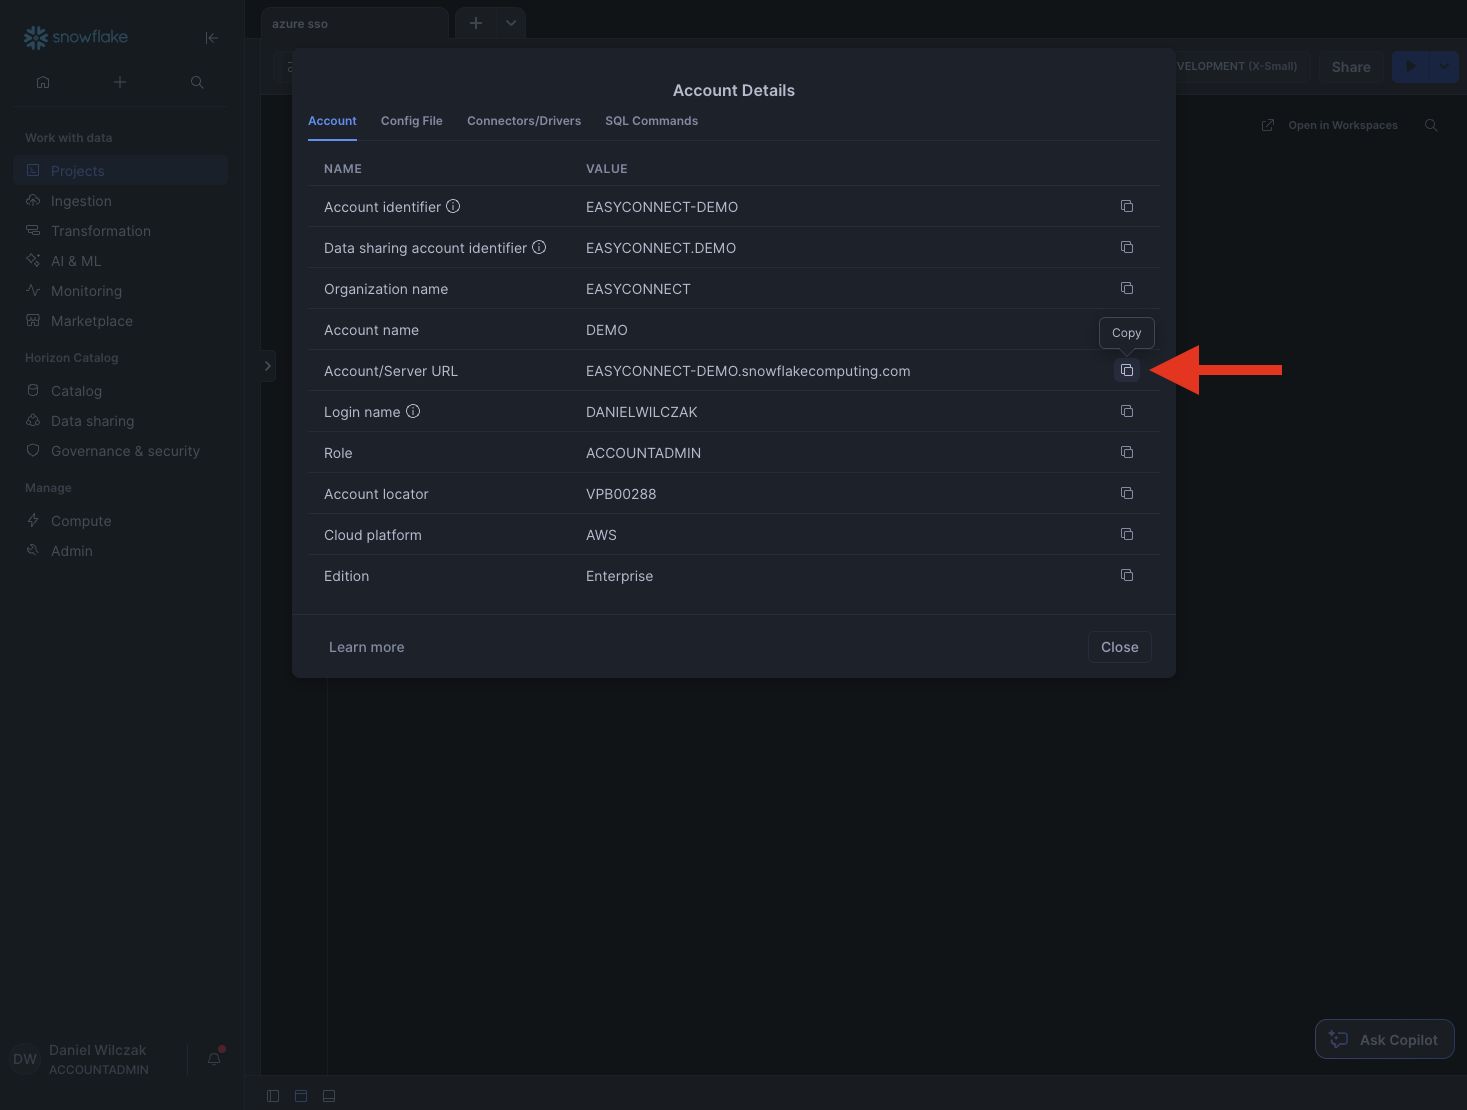 snowflake
azure sso
VELOPMENT (X-Small)
Share
Open in Workspaces
Work with data
Projects
Ingestion
Transformation
AI & ML
Monitoring
Marketplace
Horizon Catalog
Catalog
Data sharing
Governance & security
Manage
Compute
Admin
DW
Daniel Wilczak
ACCOUNTADMIN
Account Details
Account Config File Connectors/Drivers SQL Commands
NAME VALUE
Account identifier EASYCONNECT-DEMO
Data sharing account identifier EASYCONNECT.DEMO
Organization name EASYCONNECT
Account name DEMO
Copy
Account/Server URL EASYCONNECT-DEMO.snowflakecomputing.com
Login name DANIELWILCZAK
Role ACCOUNTADMIN
Account locator VPB00288
Cloud platform AWS
Edition Enterprise
Learn more
Close
Ask Copilot